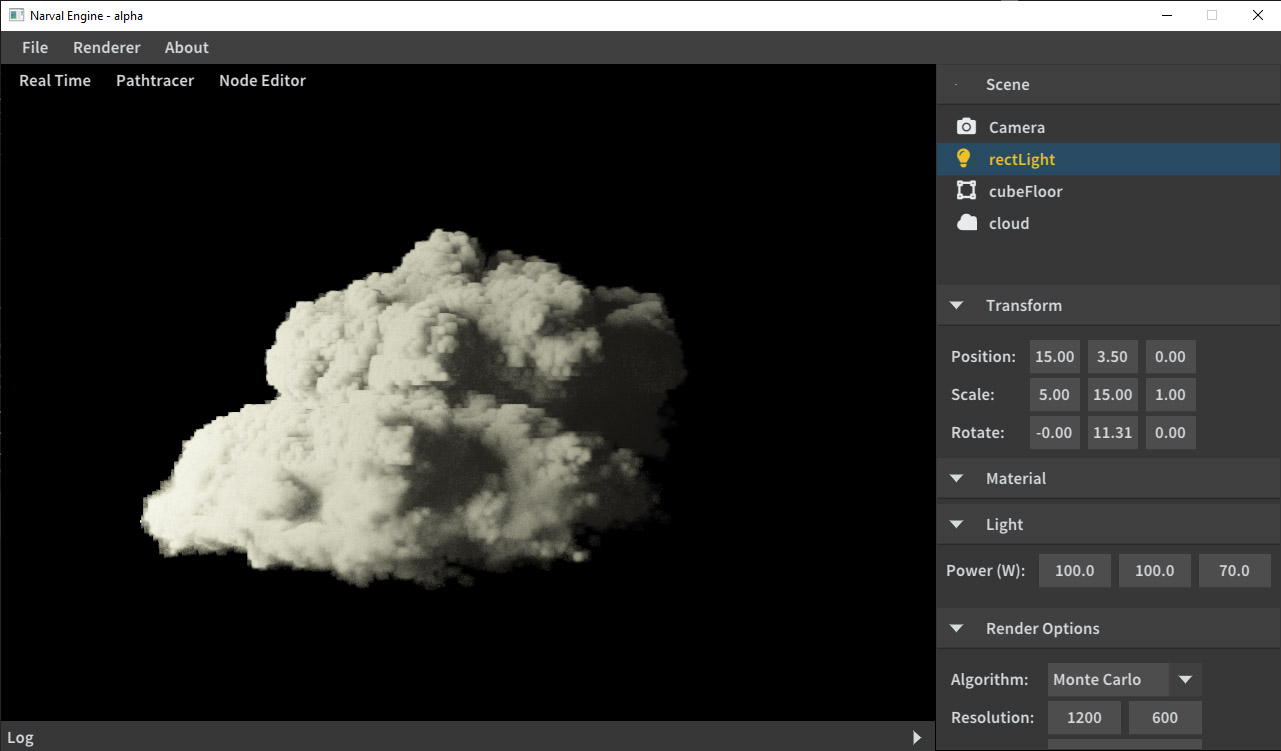 Narval Engine - alpha
File Renderer About
Real Time Pathtracer Node Editor
Scene
Camera
rectLight
cubeFloor
cloud
Transform
Position: 15.00 3.50 0.00
Scale: 5.00 15.00 1.00
Rotate: -0.00 11.31 0.00
Material
Light
Power (W): 100.0 100.0 70.0
Render Options
Algorithm: Monte Carlo
Resolution: 1200 600
Log